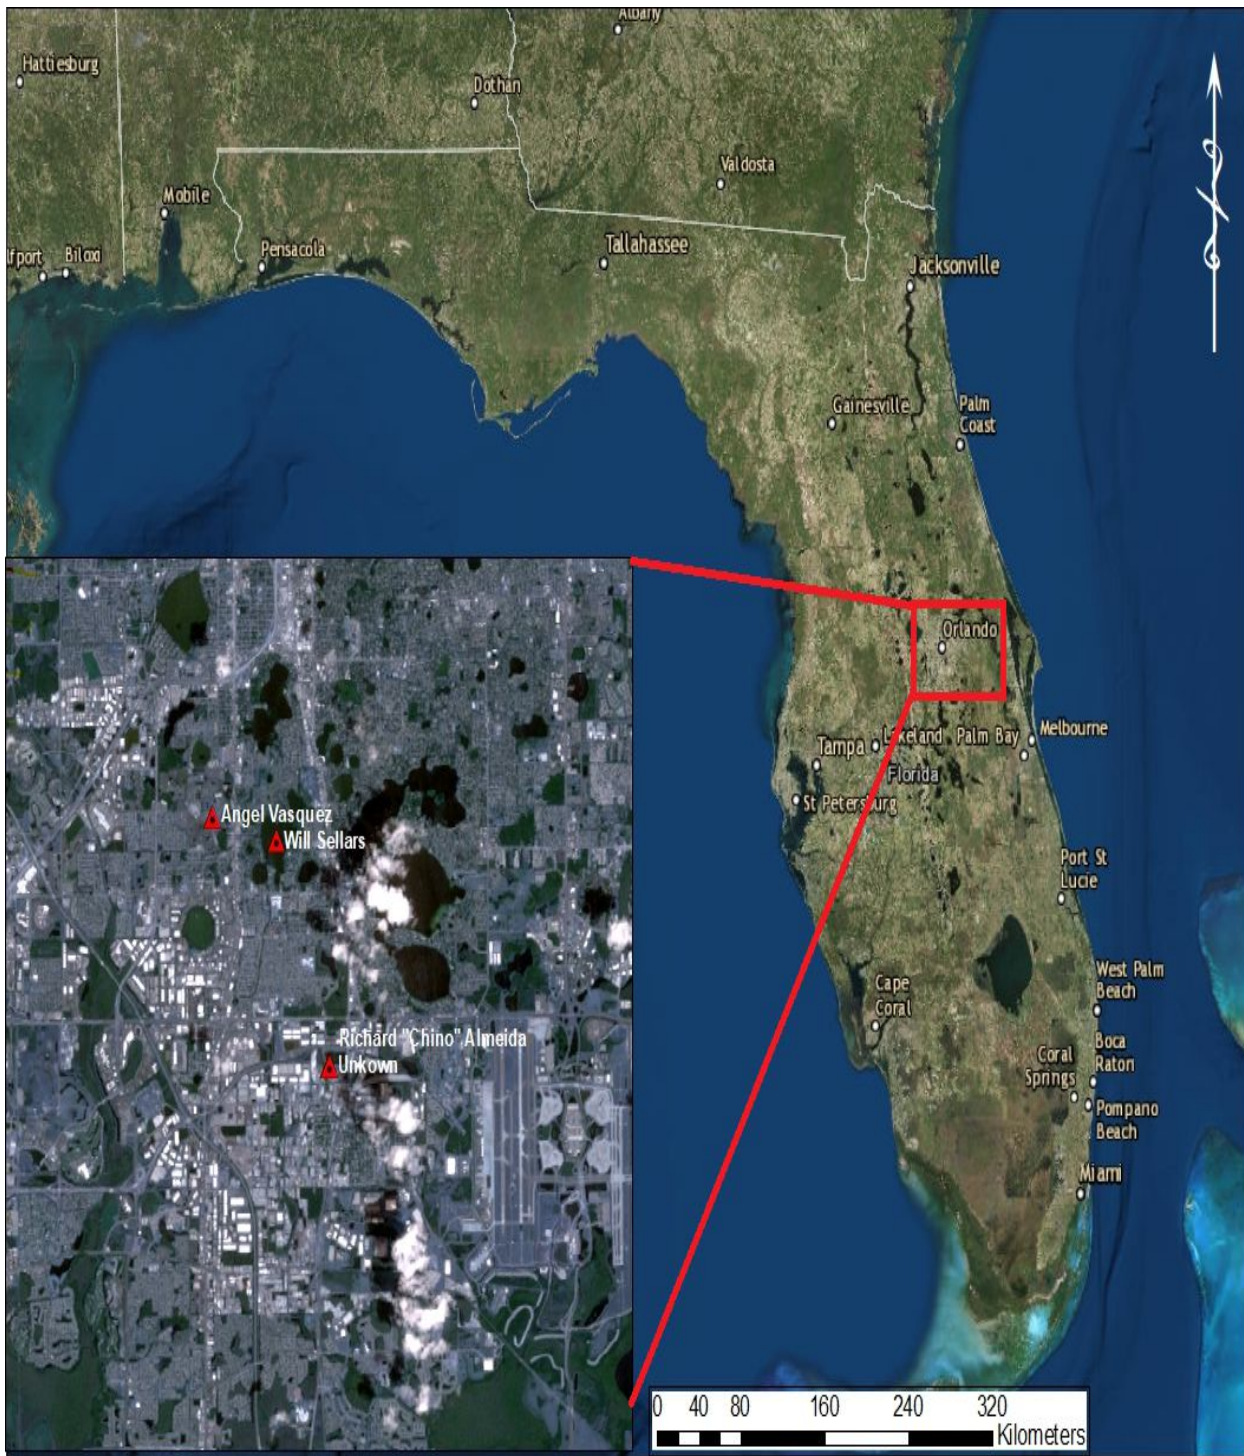 Albany
Hattiesburg
Dothan
Valdosta
Mobile
Pensacola
Tallahassee
lfport
Biloxi
Jacksonville
Gainesville
Palm
Coast
Orlando
Melbourne
Tampa
Lakeland
Palm Bay
Florida
St Petersburg
Angel Vasquez
Will Sellars
Port St
Lucie
West Palm
Beach
Cape
Coral
Boca
Raton
Coral
Springs
Richard "Chino" Almeida
Unkown
Pompano
Beach
Miami
0 40 80 160 240 320
Kilometers